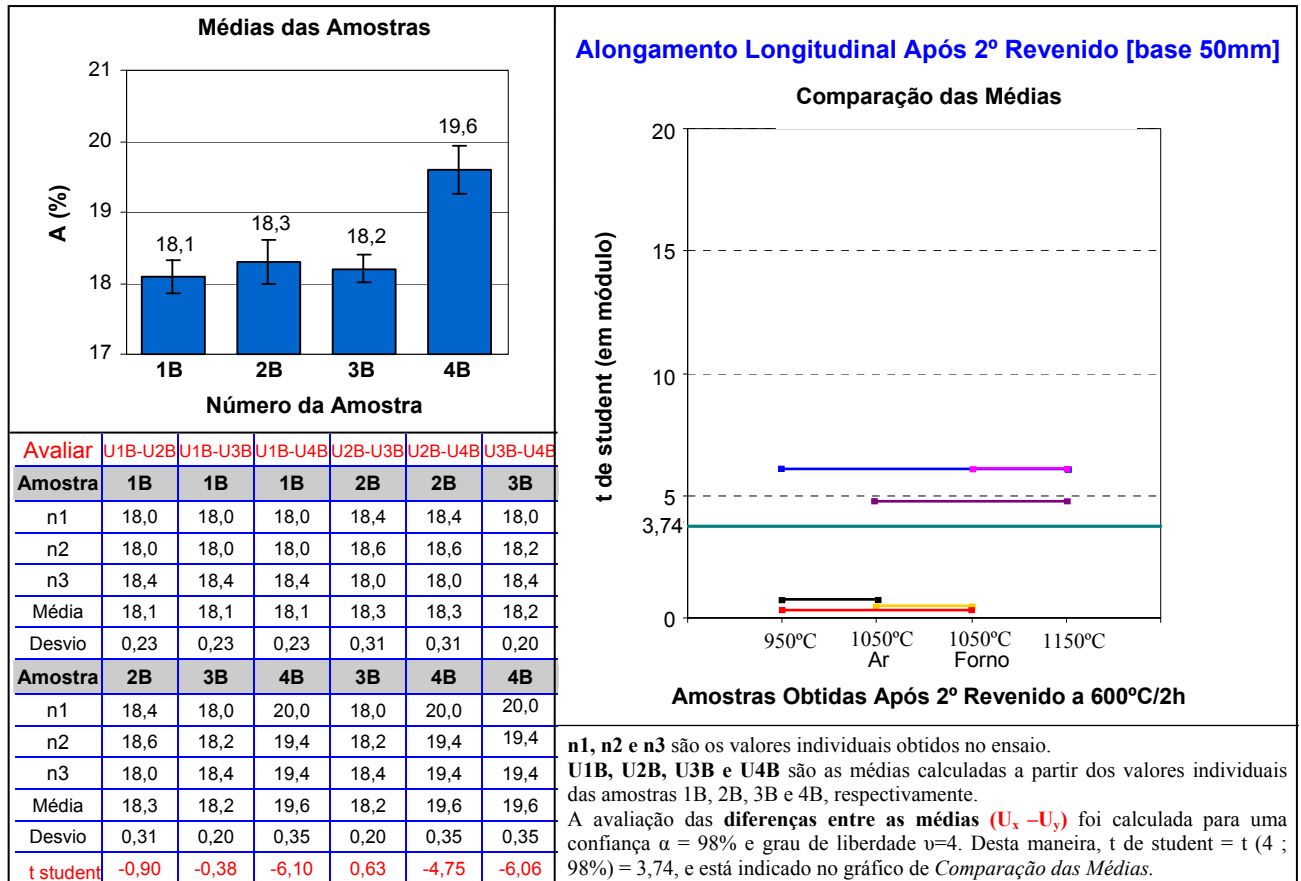 Médias das Amostras
21
20
19
18
17
A (%)
18,1
18,3
18,2
19,6
1B 2B 3B 4B
Número da Amostra
Avaliar U1B-U2B U1B-U3B U1B-U4B U2B-U3B U2B-U4B U3B-U4B
Amostra 1B 1B 1B 2B 2B 3B
n1 18,0 18,0 18,0 18,4 18,4 18,0
n2 18,0 18,0 18,0 18,6 18,6 18,2
n3 18,4 18,4 18,4 18,0 18,0 18,4
Média 18,1 18,1 18,1 18,3 18,3 18,2
Desvio 0,23 0,23 0,23 0,31 0,31 0,20
Amostra 2B 3B 4B 3B 4B 4B
n1 18,4 18,0 20,0 18,0 20,0 20,0
n2 18,6 18,2 19,4 18,2 19,4 19,4
n3 18,0 18,4 19,4 18,4 19,4 19,4
Média 18,3 18,2 19,6 18,2 19,6 19,6
Desvio 0,31 0,20 0,35 0,20 0,35 0,35
t student -0,90 -0,38 -6,10 0,63 -4,75 -6,06
Alongamento Longitudinal Após 2º Revenido [base 50mm]
Comparação das Médias
20
15
10
5
3,74
0
t de student (em módulo)
950ºC 1050ºC 1050ºC 1150ºC
Ar Forno
Amostras Obtidas Após 2º Revenido a 600ºC/2h
n1, n2 e n3 são os valores individuais obtidos no ensaio.
U1B, U2B, U3B e U4B são as médias calculadas a partir dos valores individuais
das amostras 1B, 2B, 3B e 4B, respectivamente.
A avaliação das diferenças entre as médias (Ux –Uy) foi calculada para uma
confiança α = 98% e grau de liberdade υ=4. Desta maneira, t de student = t (4 ;
98%) = 3,74, e está indicado no gráfico de Comparação das Médias.